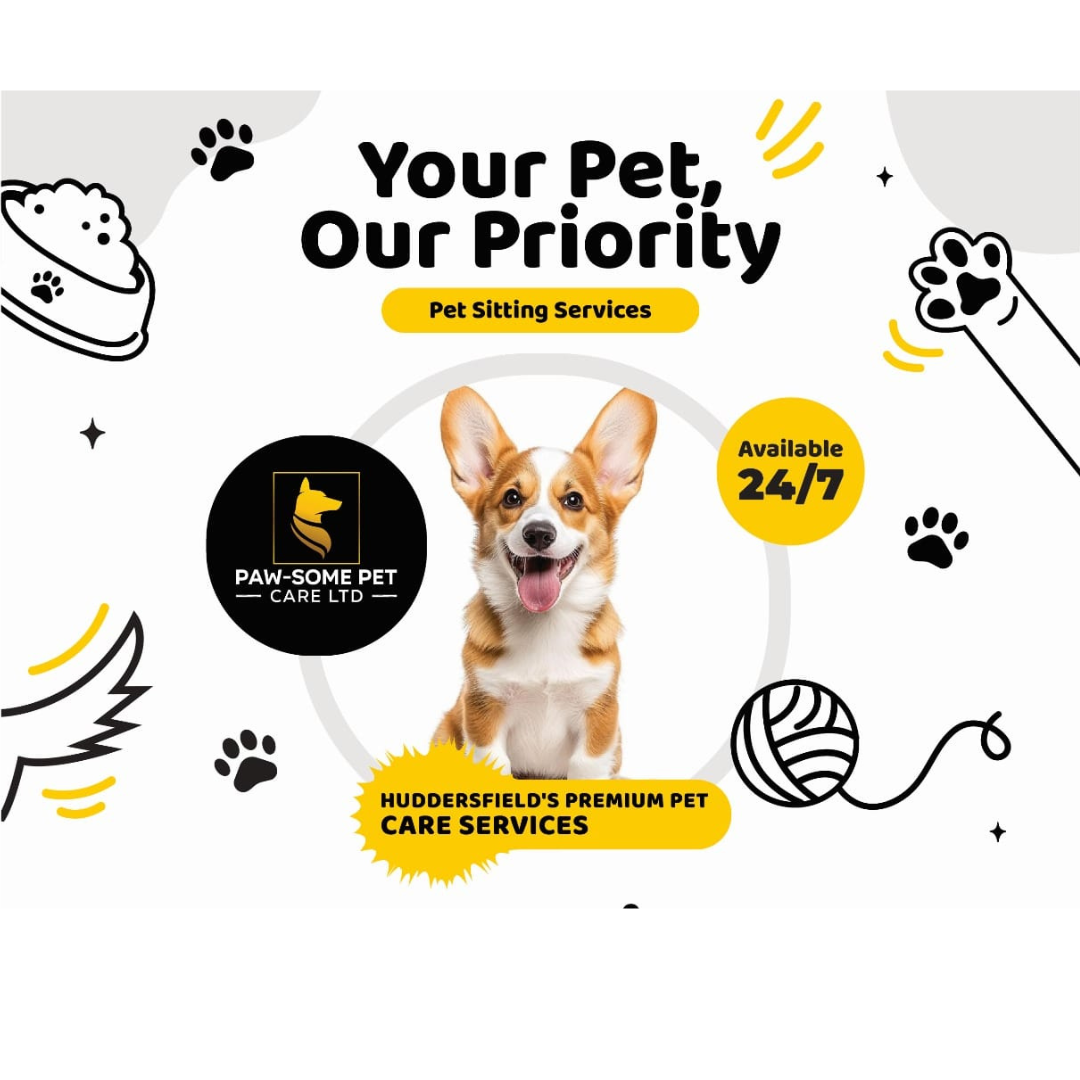 Your Pet,
Our Priority
Pet Sitting Services
Available
24/7
PAW-SOME PET
CARE LTD
HUDDERSFIELD'S PREMIUM PET
CARE SERVICES